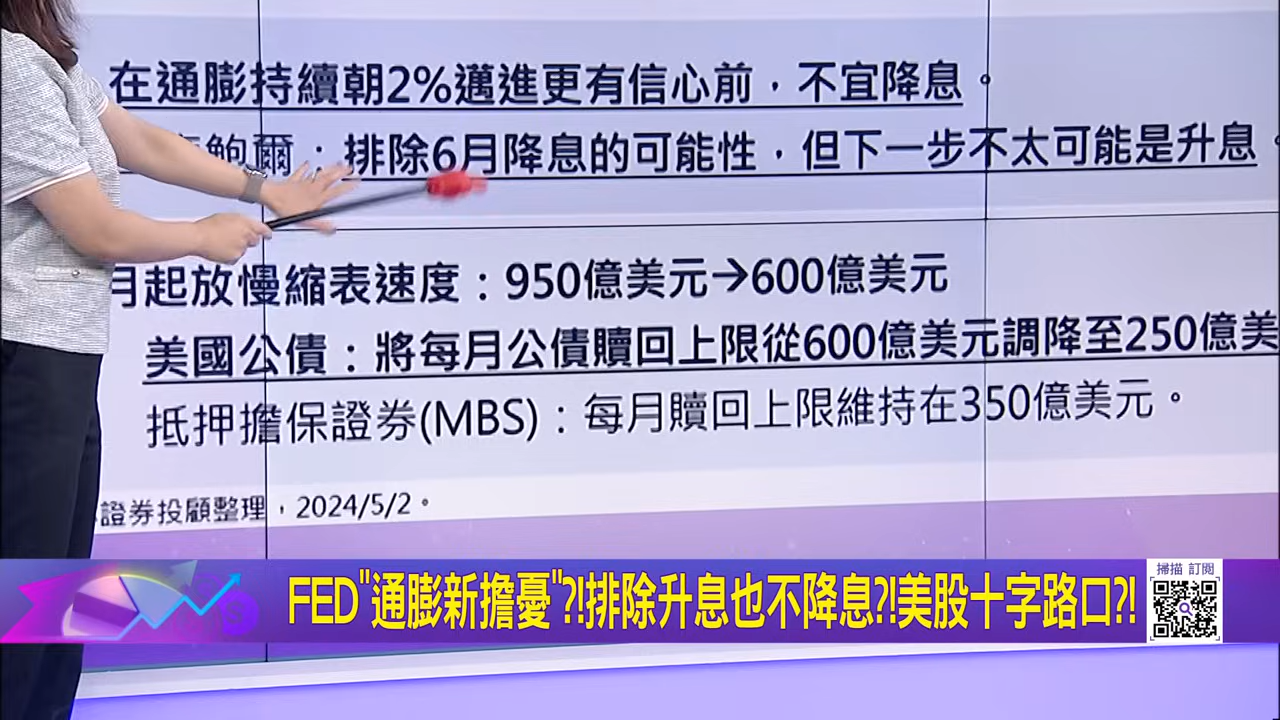 在通膨持續朝2%邁進更有信心前，不宜降息。
鮑爾：排除6月降息的可能性，但下一步不太可能是升息。
月起放慢縮表速度：950億美元→600億美元
美國公債：將每月公債贖回上限從600億美元調降至250億美
抵押擔保證券(MBS)：每月贖回上限維持在350億美元。
證券投顧整理，2024/5/2。
FED"通膨新擔憂"?!排除升息也不降息?!美股十字路口?!
掃描 訂閱